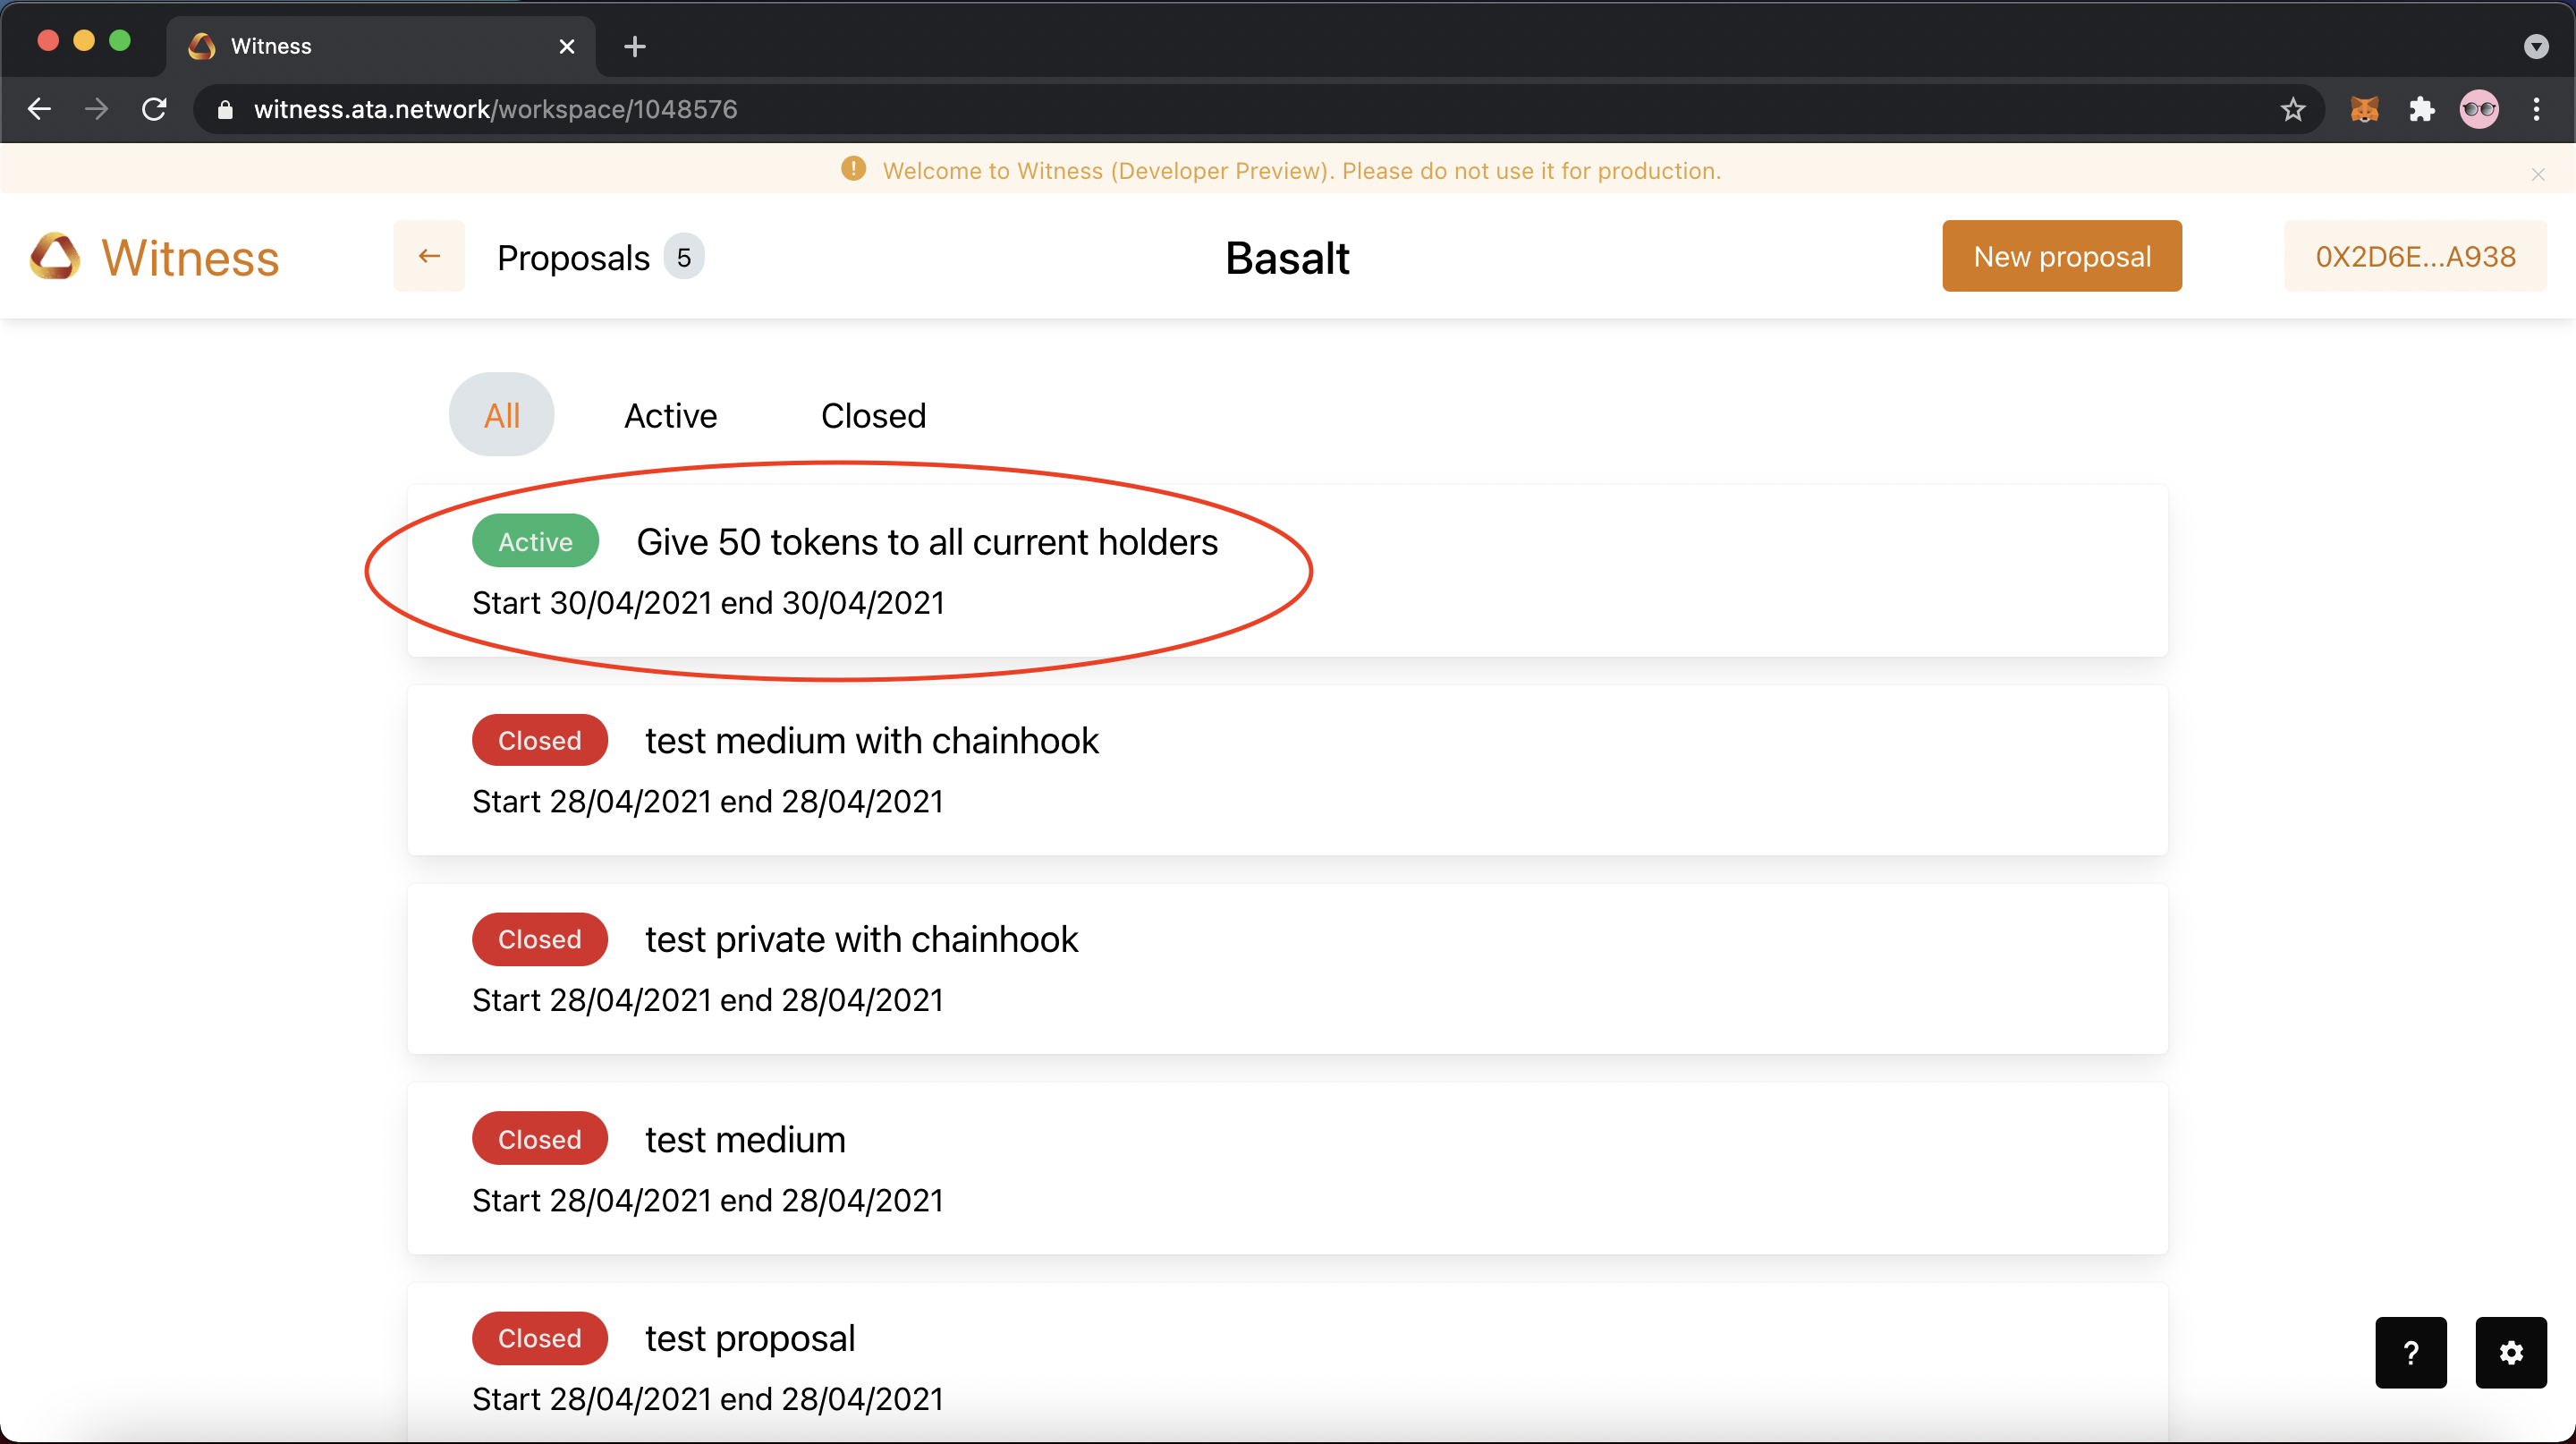 Witness
witness.ata.network/workspace/1048576
Welcome to Witness (Developer Preview). Please do not use it for production.
Witness
Proposals 5
Basalt
New proposal
0X2D6E...A938
All Active Closed
Active Give 50 tokens to all current holders
Start 30/04/2021 end 30/04/2021
Closed test medium with chainhook
Start 28/04/2021 end 28/04/2021
Closed test private with chainhook
Start 28/04/2021 end 28/04/2021
Closed test medium
Start 28/04/2021 end 28/04/2021
Closed test proposal
Start 28/04/2021 end 28/04/2021
?